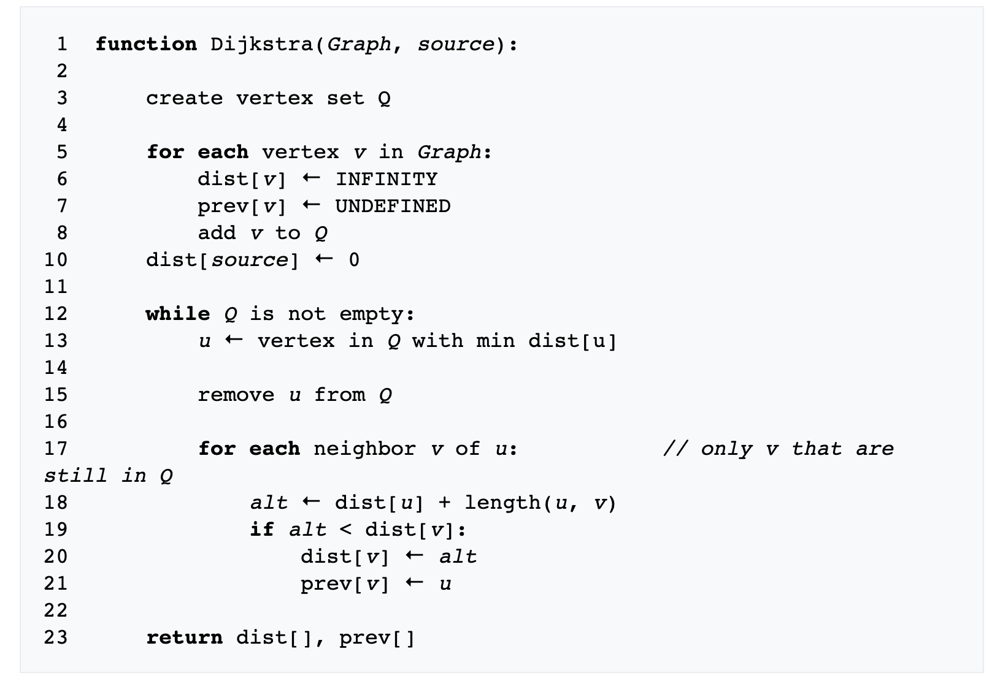 1  function Dijkstra(Graph, source):
2
3      create vertex set Q
4
5      for each vertex v in Graph:
6          dist[v] ← INFINITY
7          prev[v] ← UNDEFINED
8          add v to Q
10      dist[source] ← 0
11
12      while Q is not empty:
13          u ← vertex in Q with min dist[u]
14
15          remove u from Q
16
17          for each neighbor v of u:           // only v that are
still in Q
18              alt ← dist[u] + length(u, v)
19              if alt < dist[v]:
20                  dist[v] ← alt
21                  prev[v] ← u
22
23      return dist[], prev[]